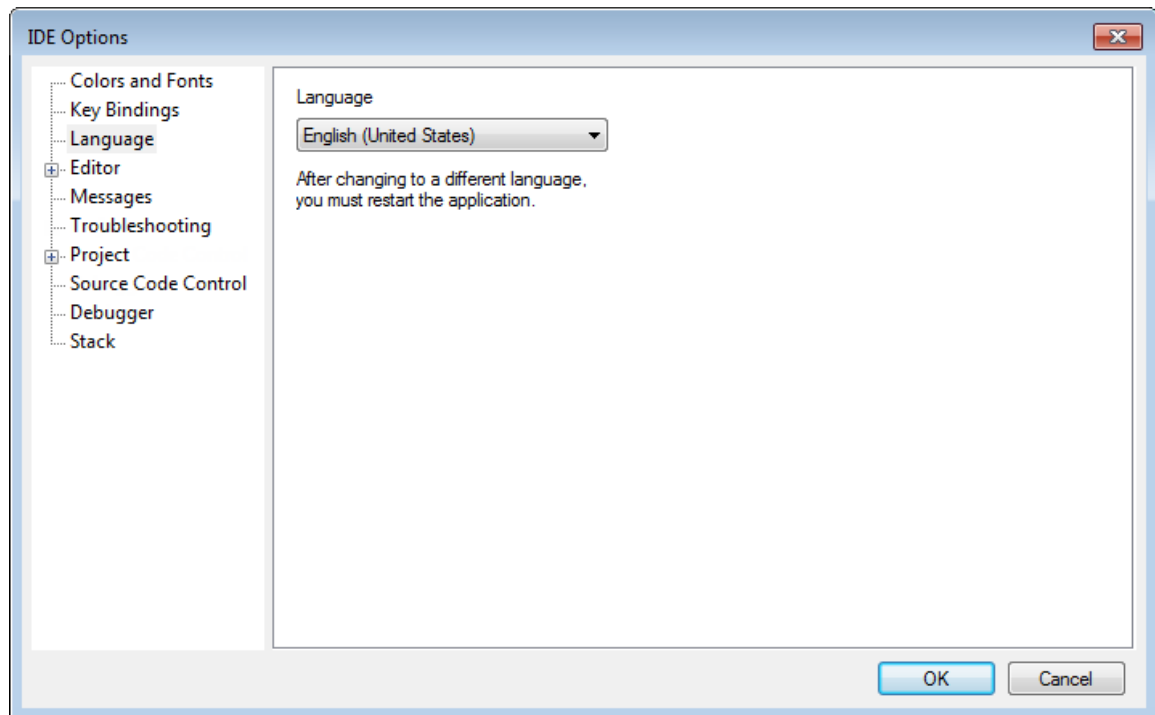 IDE Options
Colors and Fonts
Key Bindings
Language
Editor
Messages
Troubleshooting
Project
Source Code Control
Debugger
Stack
Language
English (United States)
After changing to a different language,
you must restart the application.
OK
Cancel